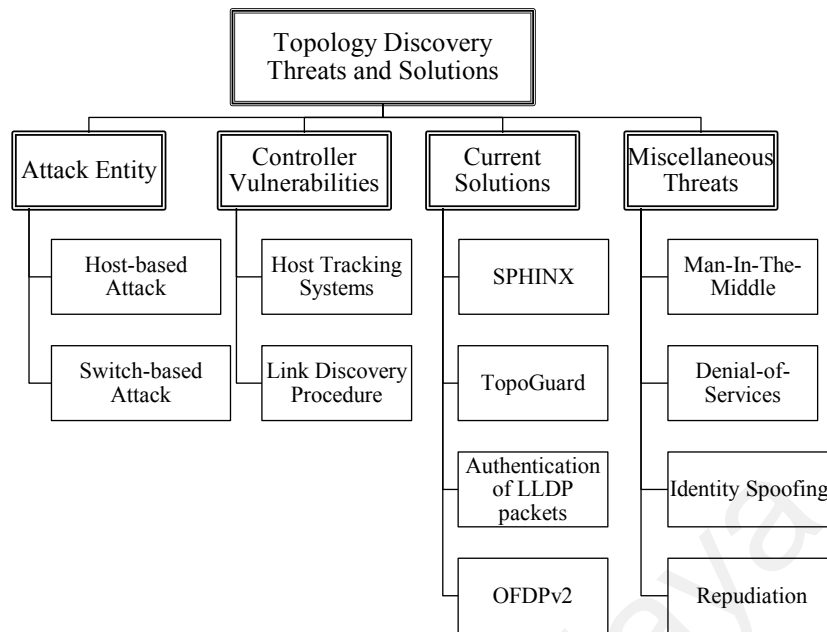 Topology Discovery
Threats and Solutions
Attack Entity
Controller
Vulnerabilities
Current
Solutions
Miscellaneous
Threats
Host-based
Attack
Switch-based
Attack
Host Tracking
Systems
Link Discovery
Procedure
SPHINX
TopoGuard
Authentication
of LLDP
packets
OFDPv2
Man-In-The-
Middle
Denial-of-
Services
Identity Spoofing
Repudiation